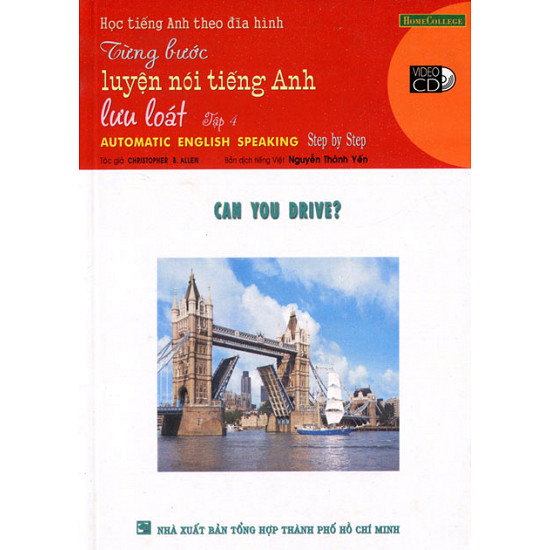 Học tiếng Anh theo đĩa hình
HOMECOLLEGE
Từng bước
luyện nói tiếng Anh
lưu loát Tập 4
VIDEO
CD
AUTOMATIC ENGLISH SPEAKING Step by Step
Tác giả CHRISTOPHER B. ALLEN Bản dịch tiếng Việt Nguyễn Thành Yến
CAN YOU DRIVE?
NHÀ XUẤT BẢN TỔNG HỢP THÀNH PHỐ HỒ CHÍ MINH